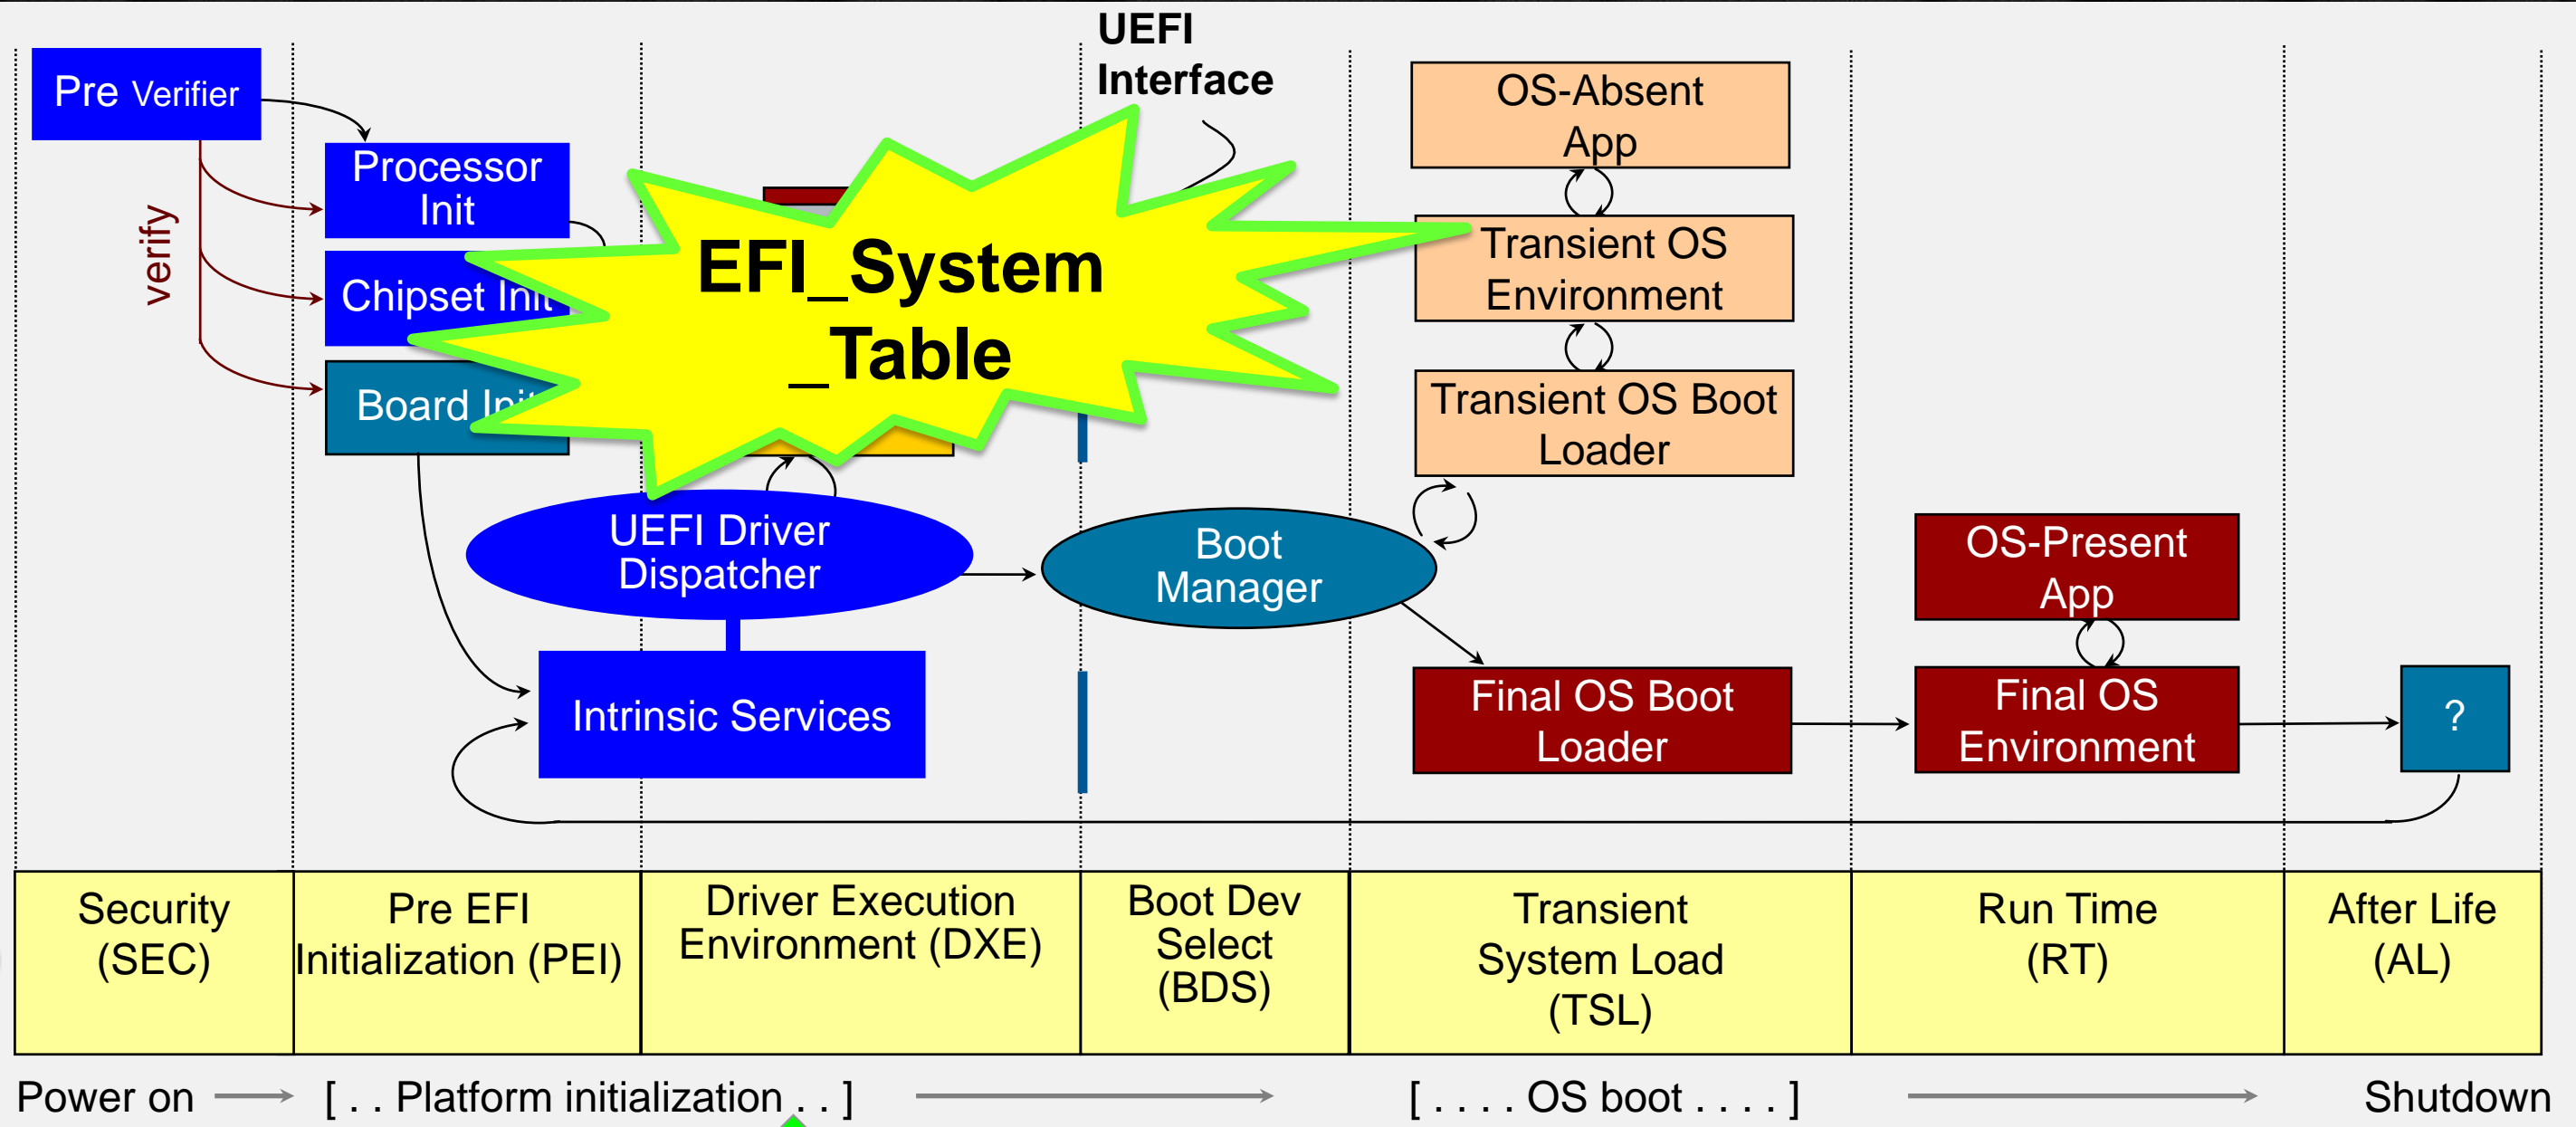 UEFI
Interface
Pre Verifier
verify
Processor
Init
Chipset Init
Board Init
EFI_System
_Table
UEFI Driver
Dispatcher
Intrinsic Services
Boot
Manager
OS-Absent
App
Transient OS
Environment
Transient OS Boot
Loader
Final OS Boot
Loader
OS-Present
App
Final OS
Environment
?
Security
(SEC)
Pre EFI
Initialization (PEI)
Driver Execution
Environment (DXE)
Boot Dev
Select
(BDS)
Transient
System Load
(TSL)
Run Time
(RT)
After Life
(AL)
Power on
[ . . Platform initialization . . ]
[ . . . . OS boot . . . . ]
Shutdown